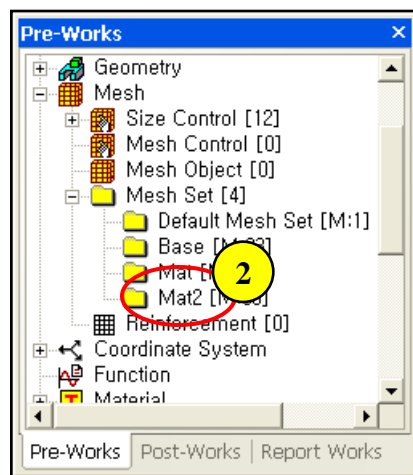 Pre-Works
Geometry
Mesh
Size Control [12]
Mesh Control [0]
Mesh Object [0]
Mesh Set [4]
Default Mesh Set [M:1]
Base
Mat
2
Mat2
Reinforcement [0]
Coordinate System
Function
Material
Pre-Works Post-Works Report Works